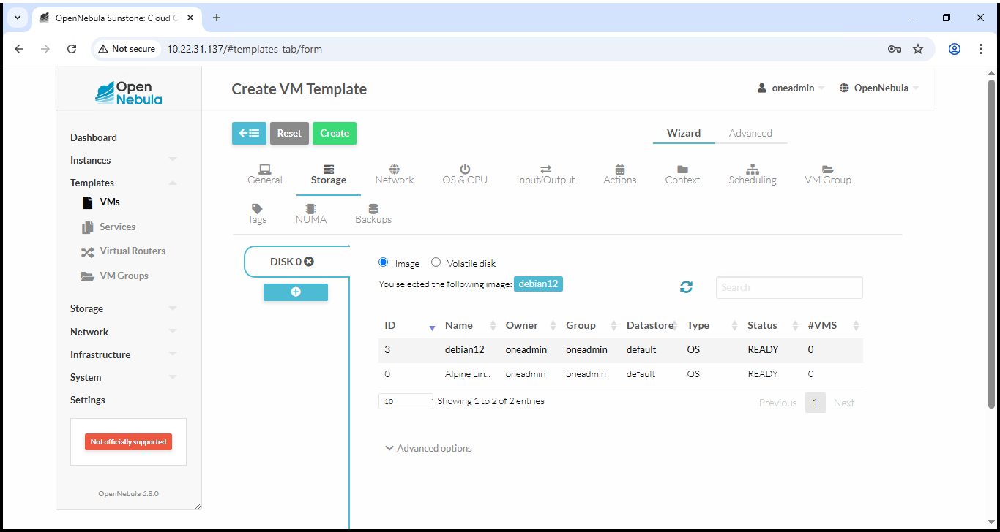 OpenNebula Sunstone: Cloud C
Not secure 10.22.31.137/#templates-tab/form
Open
Nebula
Create VM Template
oneadmin OpenNebula
Dashboard
Instances
Templates
VMs
Services
Virtual Routers
VM Groups
Storage
Network
Infrastructure
System
Settings
Not officially supported
OpenNebula 6.8.0
Reset Create Wizard Advanced
General Storage Network OS & CPU Input/Output Actions Context Scheduling VM Group
Tags NUMA Backups
DISK 0
Image Volatile disk
You selected the following image: debian12 Search
ID Name Owner Group Datastore Type Status #VMS
3 debian12 oneadmin oneadmin default OS READY 0
0 Alpine Lin... oneadmin oneadmin default OS READY 0
10 Showing 1 to 2 of 2 entries Previous 1 Next
Advanced options